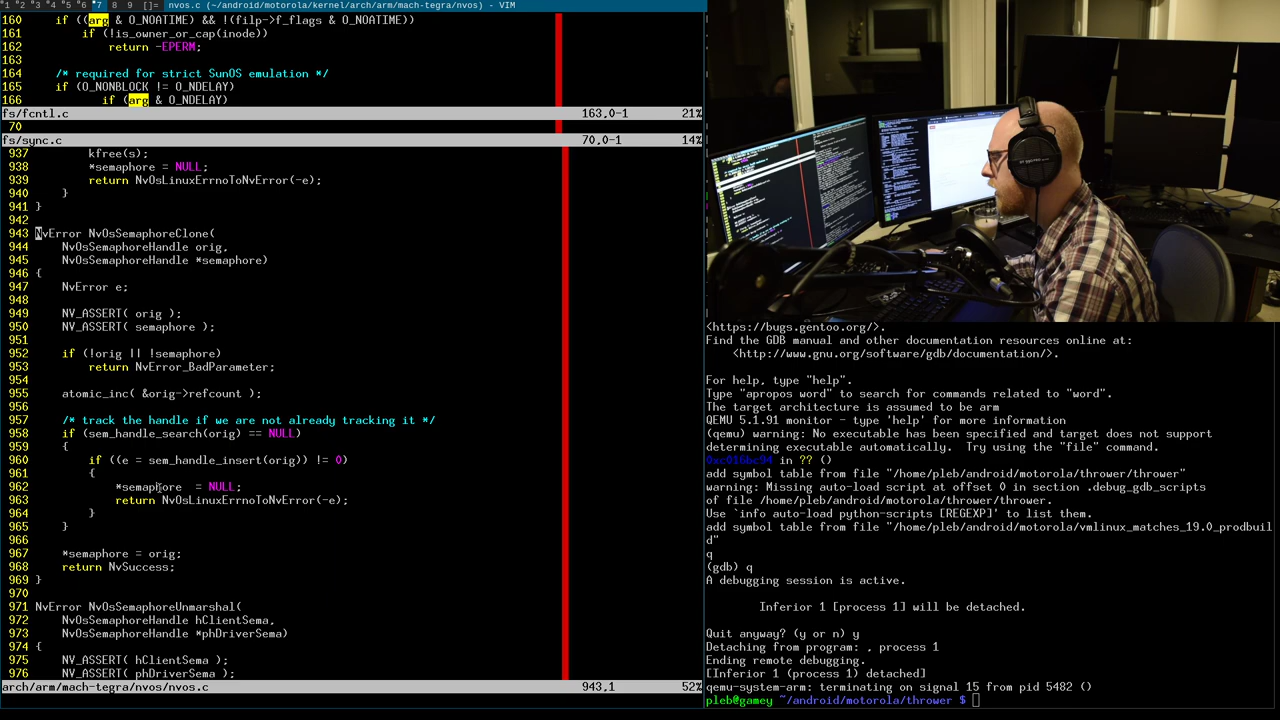 1 2 3 4 5 6 7 8 9 []= nvos.c (~/android/motorola/kernel/arch/arm/mach-tegra/nvos) - VIM
160     if ((arg & O_NOATIME) && !(filp->f_flags & O_NOATIME))
161         if (!is_owner_or_cap(inode))
162             return -EPERM;
163
164     /* required for strict SunOS emulation */
165     if (O_NONBLOCK != O_NDELAY)
166             if (arg & O_NDELAY)
fs/fcntl.c 163,0-1 21%
70
fs/sync.c 70,0-1 14%
937         kfree(s);
938         *semaphore = NULL;
939         return NvOsLinuxErrnoToNvError(-e);
940     }
941 }
942
943 NvError NvOsSemaphoreClone(
944     NvOsSemaphoreHandle orig,
945     NvOsSemaphoreHandle *semaphore)
946 {
947     NvError e;
948
949     NV_ASSERT( orig );
950     NV_ASSERT( semaphore );
951
952     if (!orig || !semaphore)
953         return NvError_BadParameter;
954
955     atomic_inc( &orig->refcount );
956
957     /* track the handle if we are not already tracking it */
958     if (sem_handle_search(orig) == NULL)
959     {
960         if ((e = sem_handle_insert(orig)) != 0)
961         {
962             *semaphore  = NULL;
963             return NvOsLinuxErrnoToNvError(-e);
964         }
965     }
966
967     *semaphore = orig;
968     return NvSuccess;
969 }
970
971 NvError NvOsSemaphoreUnmarshal(
972     NvOsSemaphoreHandle hClientSema,
973     NvOsSemaphoreHandle *phDriverSema)
974 {
975     NV_ASSERT( hClientSema );
976     NV_ASSERT( phDriverSema );
arch/arm/mach-tegra/nvos/nvos.c 943,1 52%
<https://bugs.gentoo.org/>.
Find the GDB manual and other documentation resources online at:
    <http://www.gnu.org/software/gdb/documentation/>.

For help, type "help".
Type "apropos word" to search for commands related to "word".
The target architecture is assumed to be arm
QEMU 5.1.91 monitor - type 'help' for more information
(qemu) warning: No executable has been specified and target does not support
determining executable automatically.  Try using the "file" command.
0xc016bc94 in ?? ()
add symbol table from file "/home/pleb/android/motorola/thrower/thrower"
warning: Missing auto-load script at offset 0 in section .debug_gdb_scripts
of file /home/pleb/android/motorola/thrower/thrower.
Use `info auto-load python-scripts [REGEXP]' to list them.
add symbol table from file "/home/pleb/android/motorola/vmlinux_matches_19.0_prodbuil
d"
q
(gdb) q
A debugging session is active.

        Inferior 1 [process 1] will be detached.

Quit anyway? (y or n) y
Detaching from program: , process 1
Ending remote debugging.
[Inferior 1 (process 1) detached]
qemu-system-arm: terminating on signal 15 from pid 5482 ()
pleb@gamey ~/android/motorola/thrower $